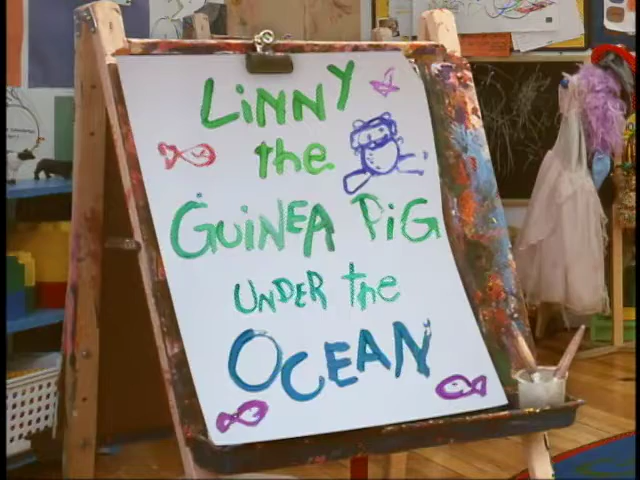 LiNNY
the
GUiNEA PiG
UNDER the
OCEAN